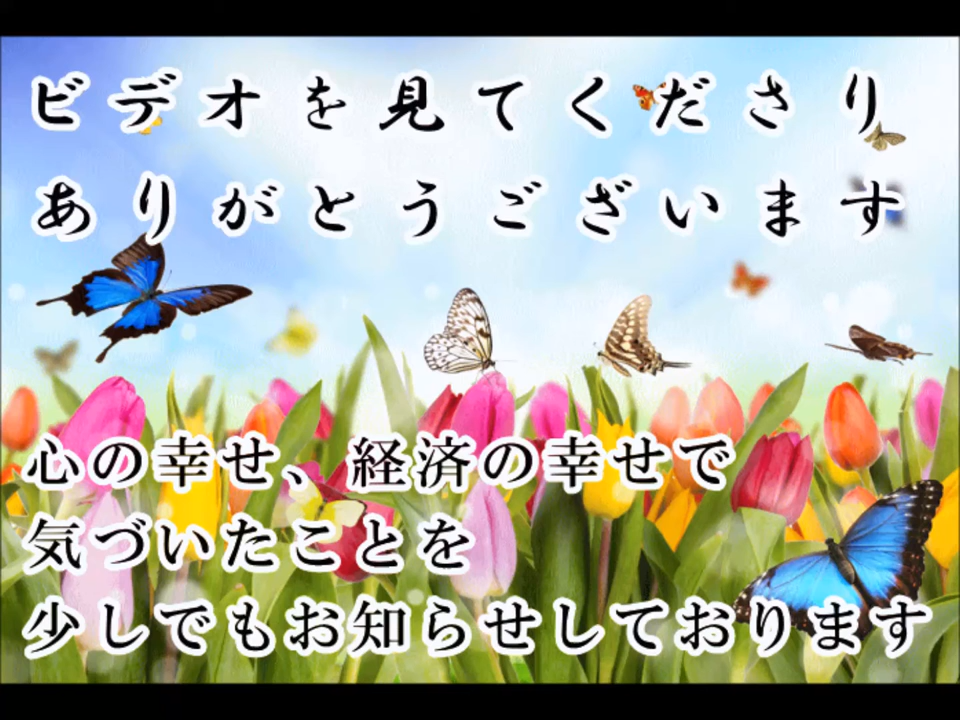 ビデオを見てくださり
ありがとうございます
心の幸せ、経済の幸せで
気づいたことを
少しでもお知らせしております